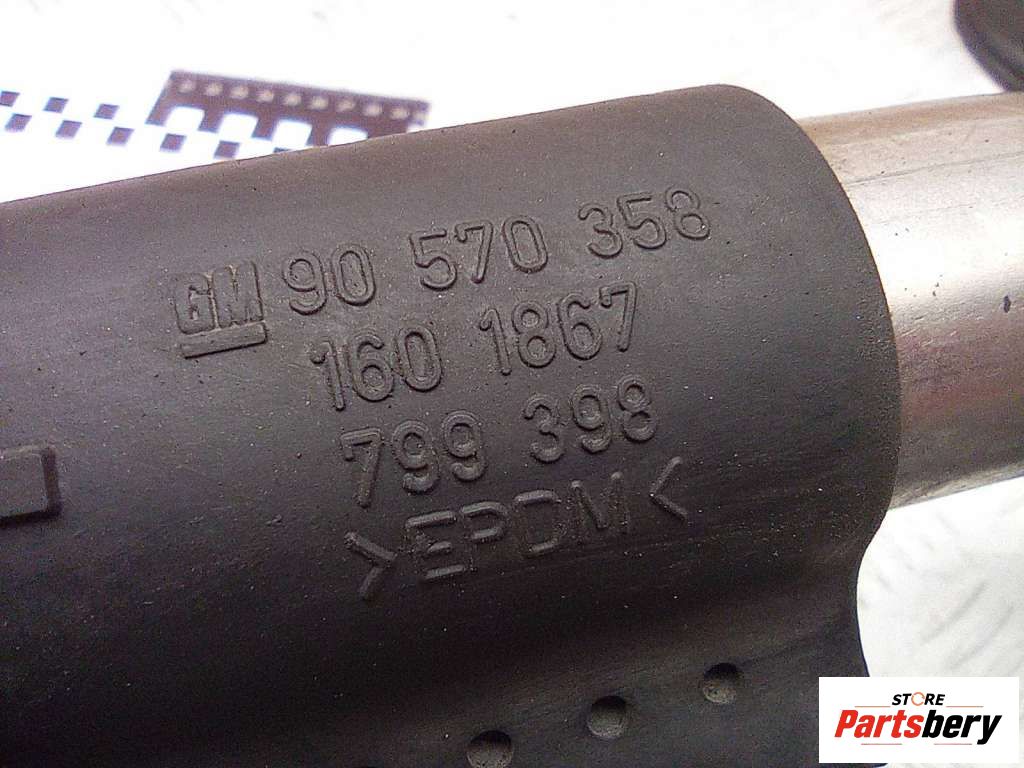 GM 90 570 358
160 1867
799 398
>EPDM<
STORE
Partsbery